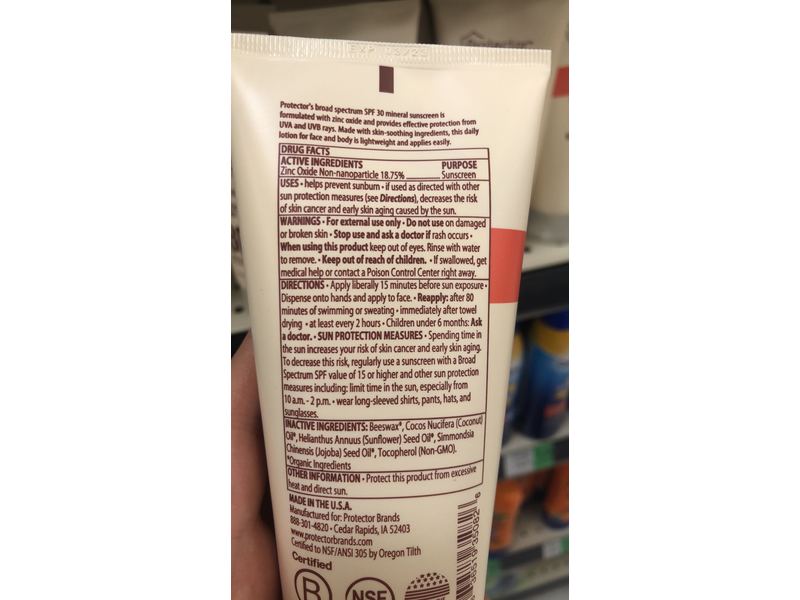 Protector
EXP 03/23
Protector's broad spectrum SPF 30 mineral sunscreen is
formulated with zinc oxide and provides effective protection from
UVA and UVB rays. Made with skin-soothing ingredients, this daily
lotion for face and body is lightweight and applies easily.
DRUG FACTS
ACTIVE INGREDIENTS PURPOSE
Zinc Oxide Non-nanoparticle 18.75% Sunscreen
USES • helps prevent sunburn • if used as directed with other
sun protection measures (see Directions), decreases the risk
of skin cancer and early skin aging caused by the sun.
WARNINGS • For external use only • Do not use on damaged
or broken skin • Stop use and ask a doctor if rash occurs •
When using this product keep out of eyes. Rinse with water
to remove. • Keep out of reach of children. • If swallowed, get
medical help or contact a Poison Control Center right away.
DIRECTIONS • Apply liberally 15 minutes before sun exposure •
Dispense onto hands and apply to face. • Reapply: after 80
minutes of swimming or sweating • immediately after towel
drying • at least every 2 hours • Children under 6 months: Ask
a doctor. • SUN PROTECTION MEASURES • Spending time in
the sun increases your risk of skin cancer and early skin aging.
To decrease this risk, regularly use a sunscreen with a Broad
Spectrum SPF value of 15 or higher and other sun protection
measures including: limit time in the sun, especially from
10 a.m. - 2 p.m. • wear long-sleeved shirts, pants, hats, and
sunglasses.
INACTIVE INGREDIENTS: Beeswax*, Cocos Nucifera (Coconut)
Oil*, Helianthus Annuus (Sunflower) Seed Oil*, Simmondsia
Chinensis (Jojoba) Seed Oil*, Tocopherol (Non-GMO).
*Organic Ingredients
OTHER INFORMATION • Protect this product from excessive
heat and direct sun.
MADE IN THE U.S.A.
Manufactured for: Protector Brands
888-301-4820 • Cedar Rapids, IA 52403
www.protectorbrands.com
Certified to NSF/ANSI 305 by Oregon Tilth
Certified
B
NSF